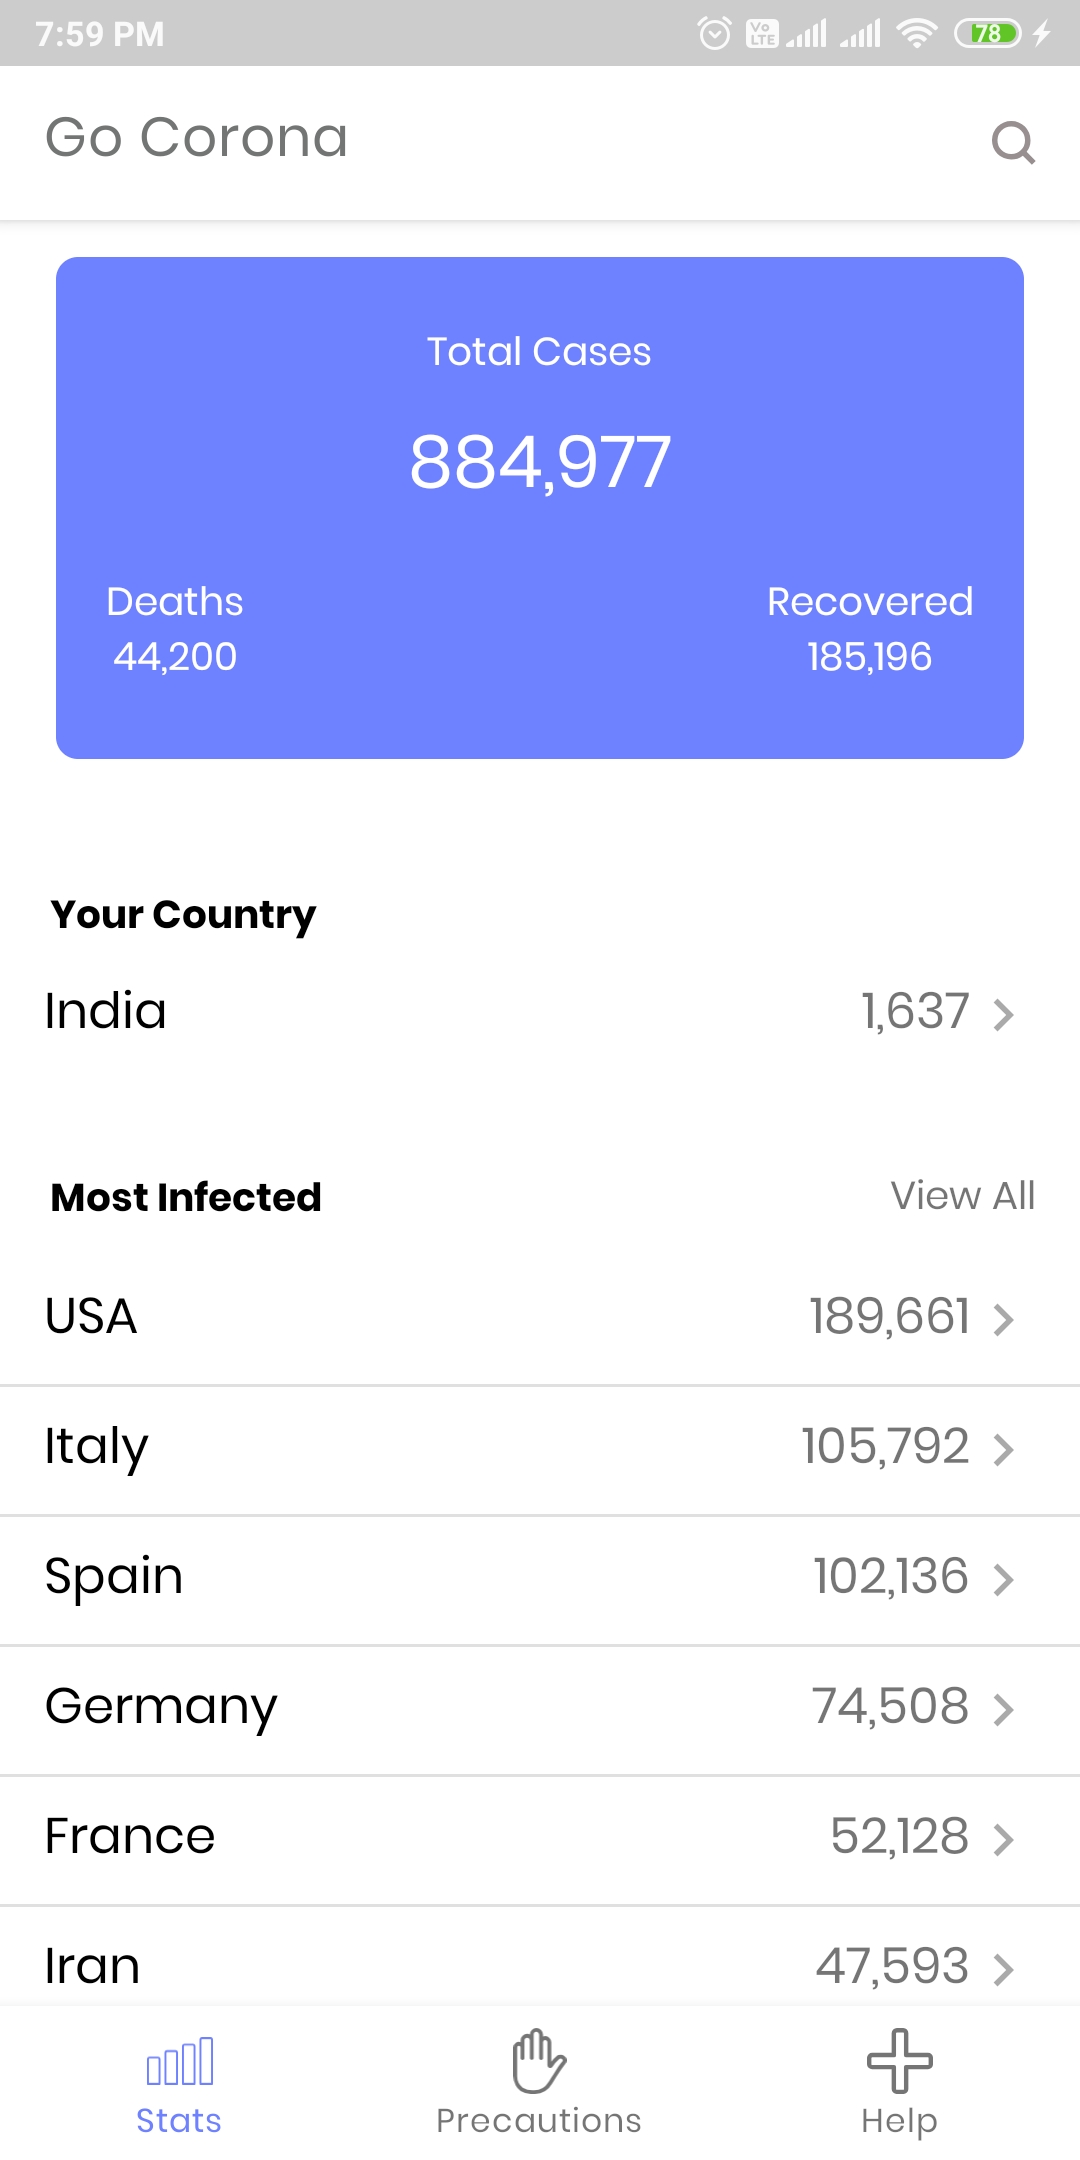 7:59 PM Vo LTE 78
Go Corona
Total Cases
884,977
Deaths Recovered
44,200 185,196
Your Country
India 1,637
Most Infected View All
USA 189,661
Italy 105,792
Spain 102,136
Germany 74,508
France 52,128
Iran 47,593
Stats Precautions Help